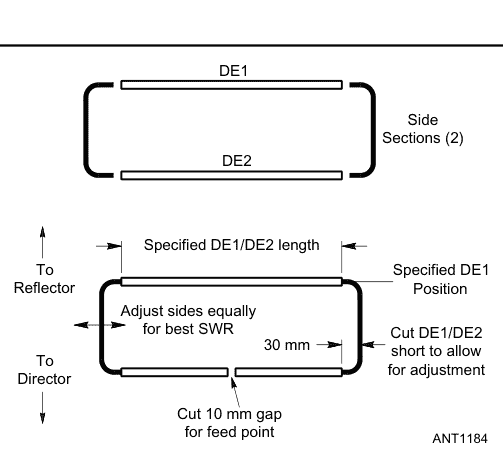 DE1
Side
Sections (2)
DE2
Specified DE1/DE2 length
To
Reflector
Specified DE1
Position
Adjust sides equally
for best SWR
30 mm
Cut DE1/DE2
short to allow
for adjustment
To
Director
Cut 10 mm gap
for feed point
ANT1184